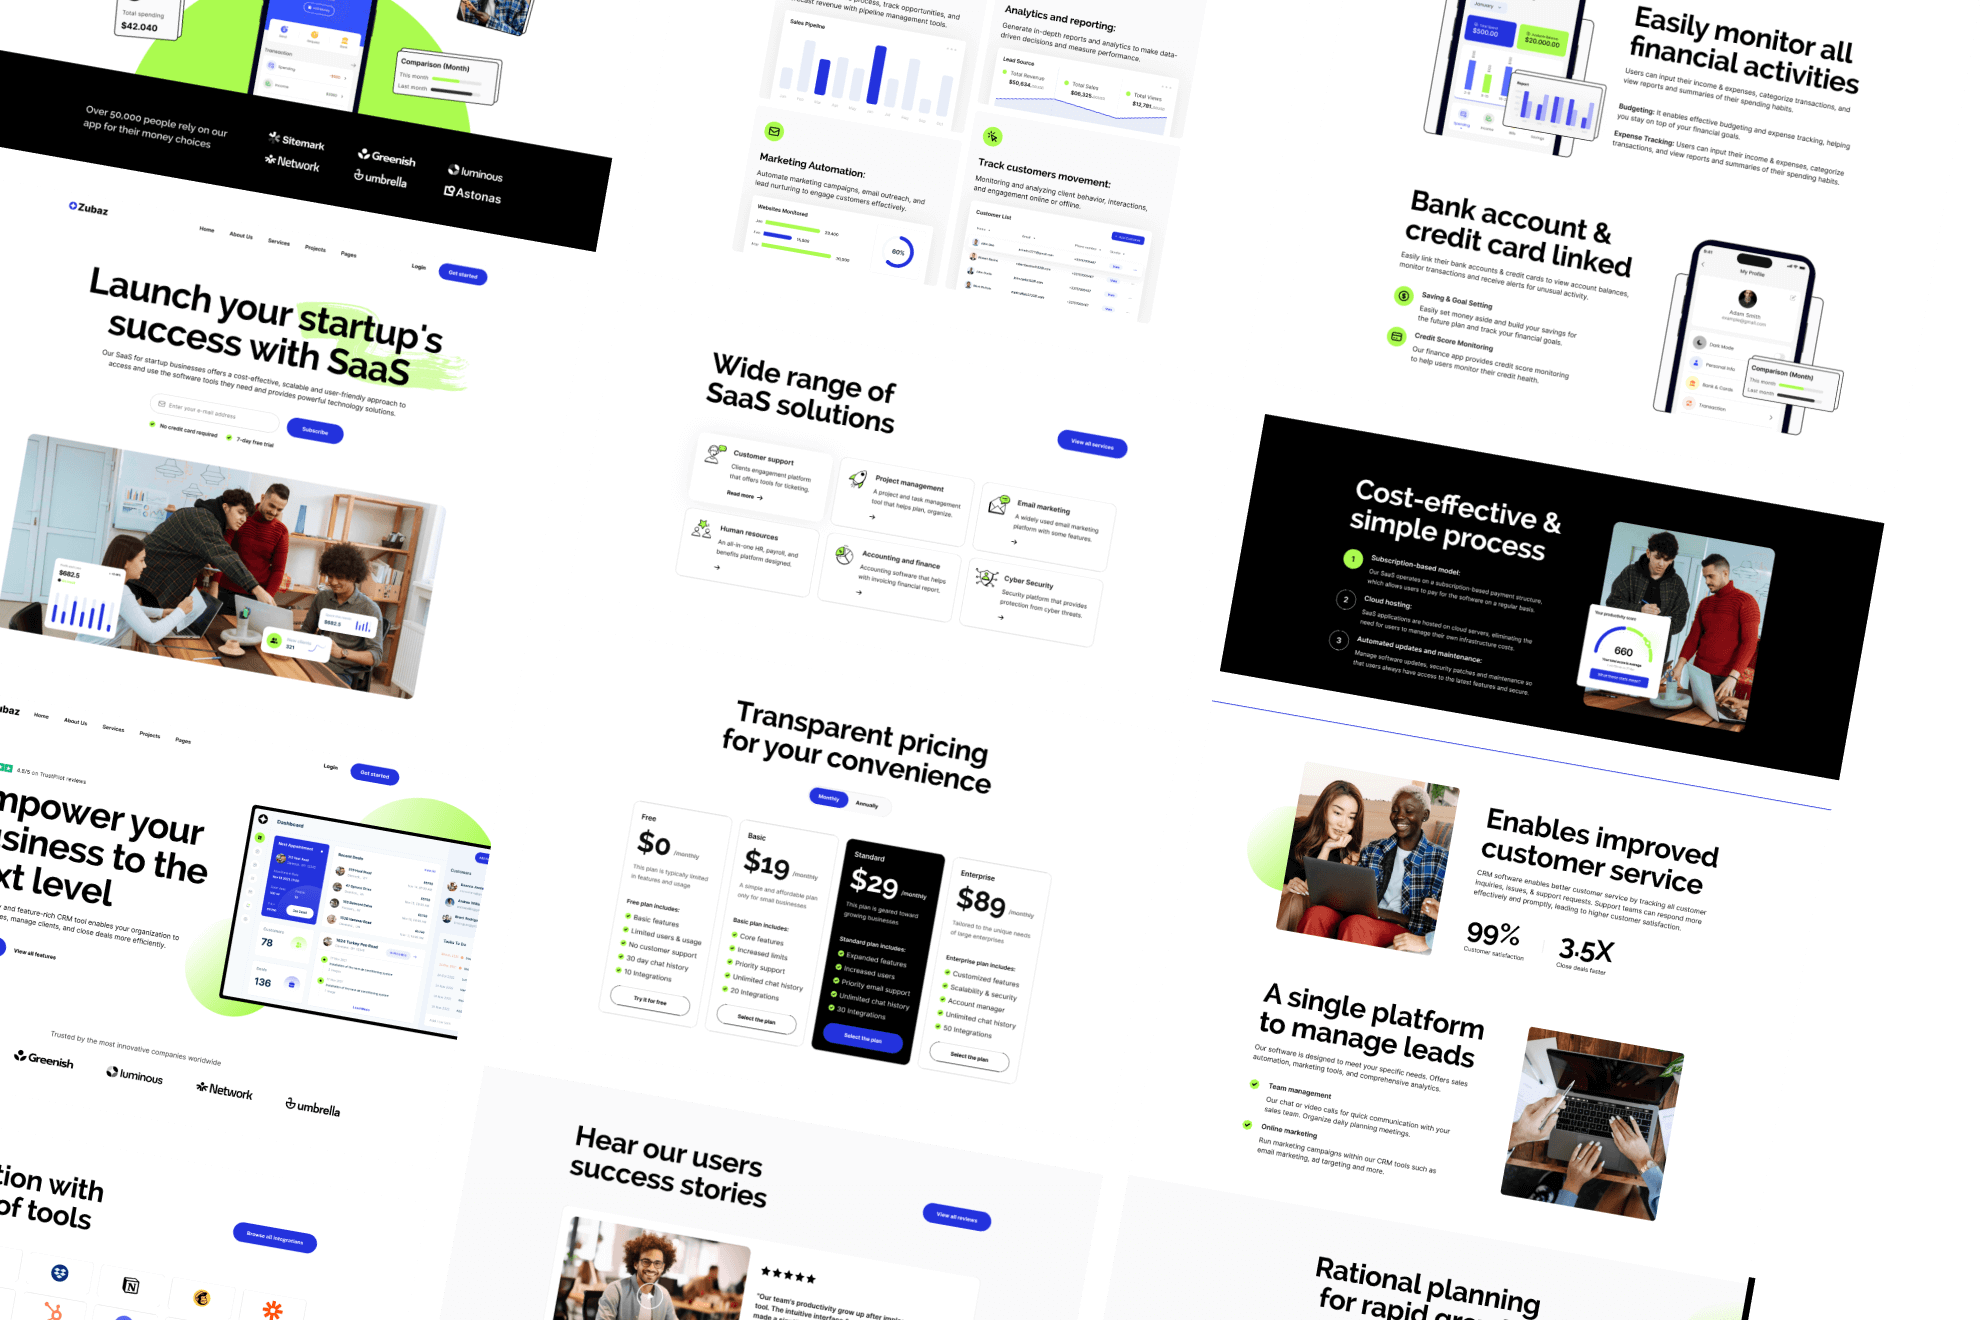 Total spending
$42.040
Transaction
Spending
Income
Comparison (Month)
This month
Last month
Over 50.000 people rely on our
app for their money choices
Sitemark
Greenish
luminous
Network
umbrella
Astonas
Zubaz
Home
About Us
Services
Projects
Pages
Login
Get started
Launch your startup's
success with SaaS
Our SaaS for startup businesses offers a cost-effective, scalable and user-friendly approach to
access and use the software tools they need and provides powerful technology solutions.
Enter your e-mail address
Subscribe
No credit card required
7-day free trial
$682.5
$682.5
321
ubaz
Home
About Us
Services
Projects
Pages
Login
Get started
4.8/5 on TrustPilot reviews
mpower your
usiness to the
xt level
and feature-rich CRM tool enables your organization to
es, manage clients, and close deals more efficiently.
View all features
Dashboard
Next Appointment
Recent Deals
Customers
78
Deals
136
Customers
Tasks To Do
Trusted by the most innovative companies worldwide
Greenish
luminous
Network
umbrella
tion with
of tools
Browse all integrations
process, track opportunities, and
cast revenue with pipeline management tools.
Sales Pipeline
Analytics and reporting:
Generate in-depth reports and analytics to make data-
driven decisions and measure performance.
Lead Source
Total Revenue
$50,634
Total Sales
$08,325
Total Views
$12,781
Marketing Automation:
Automate marketing campaigns, email outreach, and
lead nurturing to engage customers effectively.
Websites Monitored
60%
Track customers movement:
Monitoring and analyzing client behavior, interactions,
and engagement online or offline.
Customer List
Wide range of
SaaS solutions
View all services
Customer support
Clients engagement platform
that offers tools for ticketing.
Read more
Project management
A project and task management
tool that helps plan, organize.
Email marketing
A widely used email marketing
platform with some features.
Human resources
An all-in-one HR, payroll, and
benefits platform designed.
Accounting and finance
Accounting software that helps
with invoicing financial report.
Cyber Security
Security platform that provides
protection from cyber threats.
Transparent pricing
for your convenience
Monthly
Annually
Free
$0 /monthly
This plan is typically limited
in features and usage
Free plan includes:
Basic features
Limited users & usage
No customer support
30 day chat history
10 Integrations
Try it for free
Basic
$19 /monthly
A simple and affordable plan
only for small businesses
Basic plan includes:
Core features
Increased limits
Priority support
Unlimited chat history
20 Integrations
Select the plan
Standard
$29 /monthly
This plan is geared toward
growing businesses
Standard plan includes:
Expanded features
Increased users
Priority email support
Unlimited chat history
30 Integrations
Select the plan
Enterprise
$89 /monthly
Tailored to the unique needs
of large enterprises
Enterprise plan includes:
Customized features
Scalability & security
Account manager
Unlimited chat history
50 Integrations
Select the plan
Hear our users
success stories
View all reviews
"Our team's productivity grow up after
tool. The intuitive
made a
January
$500.00
$20.000.00
Report
Easily monitor all
financial activities
Users can input their income & expenses, categorize transactions, and
view reports and summaries of their spending habits.
Budgeting: It enables effective budgeting and expense tracking, helping
you stay on top of your financial goals.
Expense Tracking: Users can input their income & expenses, categorize
transactions, and view reports and summaries of their spending habits.
Bank account &
credit card linked
Easily link their bank accounts & credit cards to view account balances,
monitor transactions and receive alerts for unusual activity.
Saving & Goal Setting
Easily set money aside and build your savings for
the future plan and track your financial goals.
Credit Score Monitoring
Our finance app provides credit score monitoring
to help users monitor their credit health.
9:41
My Profile
Adam Smith
example@gmail.com
Dark Mode
Personal Info
Bank & Cards
Transaction
Comparison (Month)
This month
Last month
Cost-effective &
simple process
1
Subscription-based model:
Our SaaS operates on a subscription-based payment structure,
which allows users to pay for the software on a regular basis.
2
Cloud hosting:
SaaS applications are hosted on cloud servers, eliminating the
need for users to manage their own infrastructure costs.
3
Automated updates and maintenance:
Manage software updates, security patches and maintenance so
that users always have access to the latest features and secure.
Your productivity score
660
Enables improved
customer service
CRM software enables better customer service by tracking all customer
inquiries, issues, & support requests. Support teams can respond more
effectively and promptly, leading to higher customer satisfaction.
99%
Customer satisfaction
3.5X
Close deals faster
A single platform
to manage leads
Our software is designed to meet your specific needs. Offers sales
automation, marketing tools, and comprehensive analytics.
Team management
Our chat or video calls for quick communication with your
sales team. Organize daily planning meetings.
Online marketing
Run marketing campaigns within our CRM tools such as
email marketing, ad targeting and more.
Rational planning
for rapid